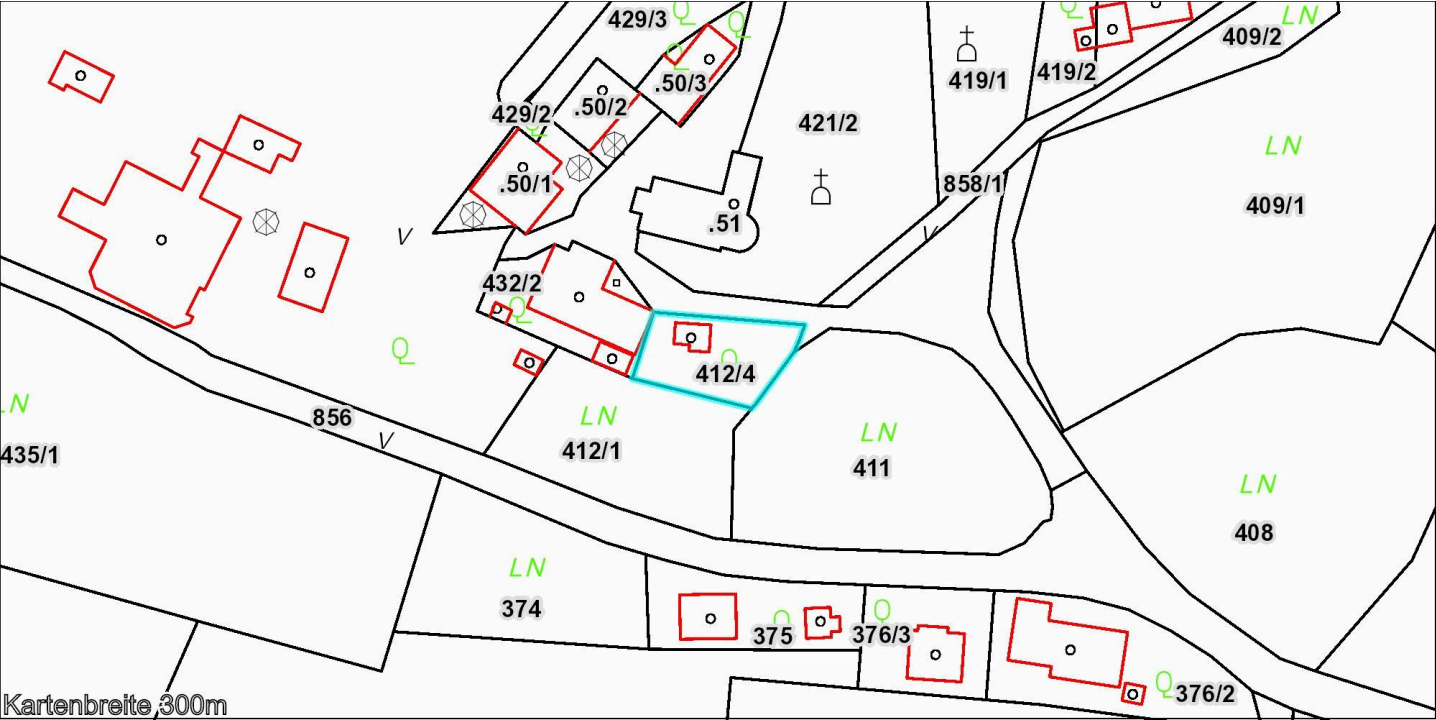 429/3
LN
409/2
.50/3
419/1
419/2
.50/2
429/2
421/2
LN
.50/1
858/1
409/1
.51
V
V
432/2
412/4
LN
856
LN
LN
V
435/1
412/1
411
LN
408
LN
374
375
376/3
376/2
Kartenbreite 300m